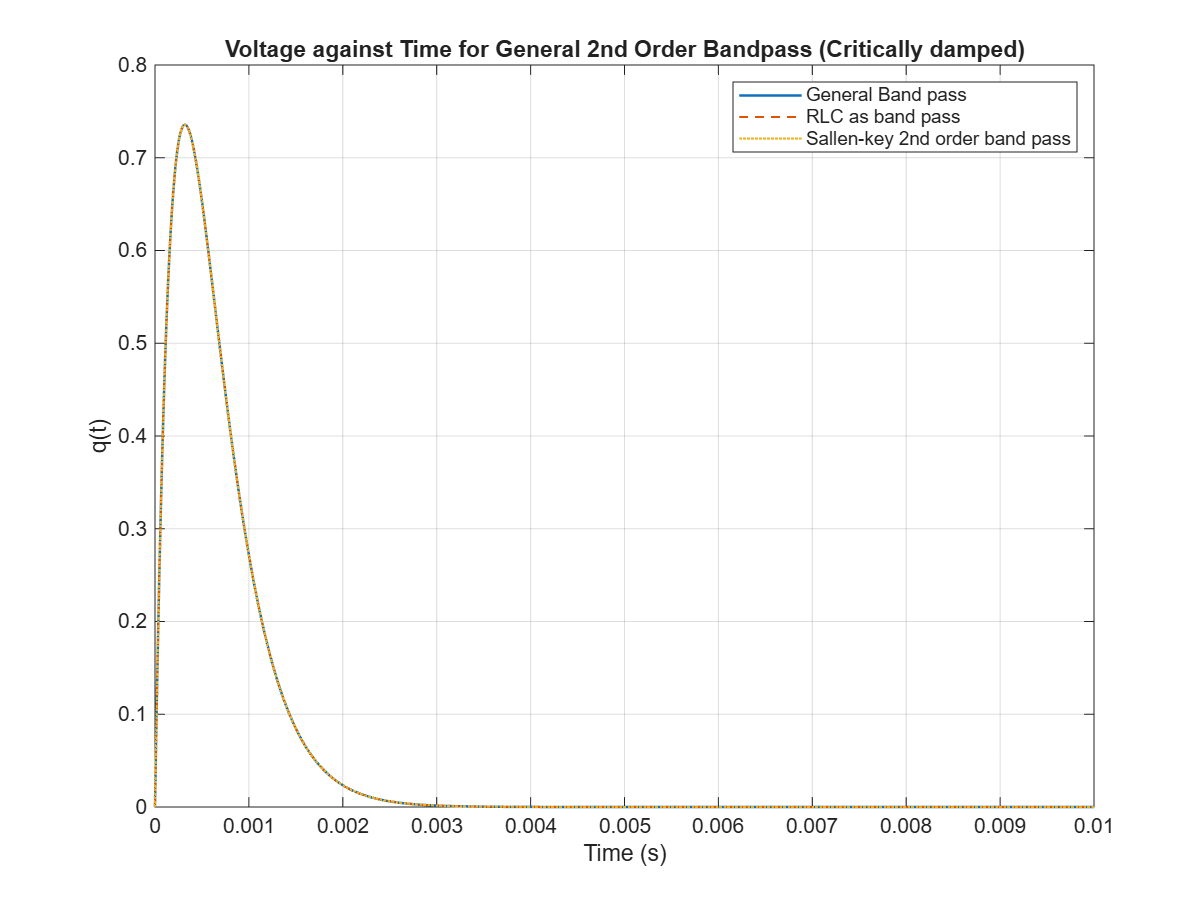 Voltage against Time for General 2nd Order Bandpass (Critically damped)
General Band pass
RLC as band pass
Sallen-key 2nd order band pass
q(t)
0.8
0.7
0.6
0.5
0.4
0.3
0.2
0.1
0
0 0.001 0.002 0.003 0.004 0.005 0.006 0.007 0.008 0.009 0.01
Time (s)